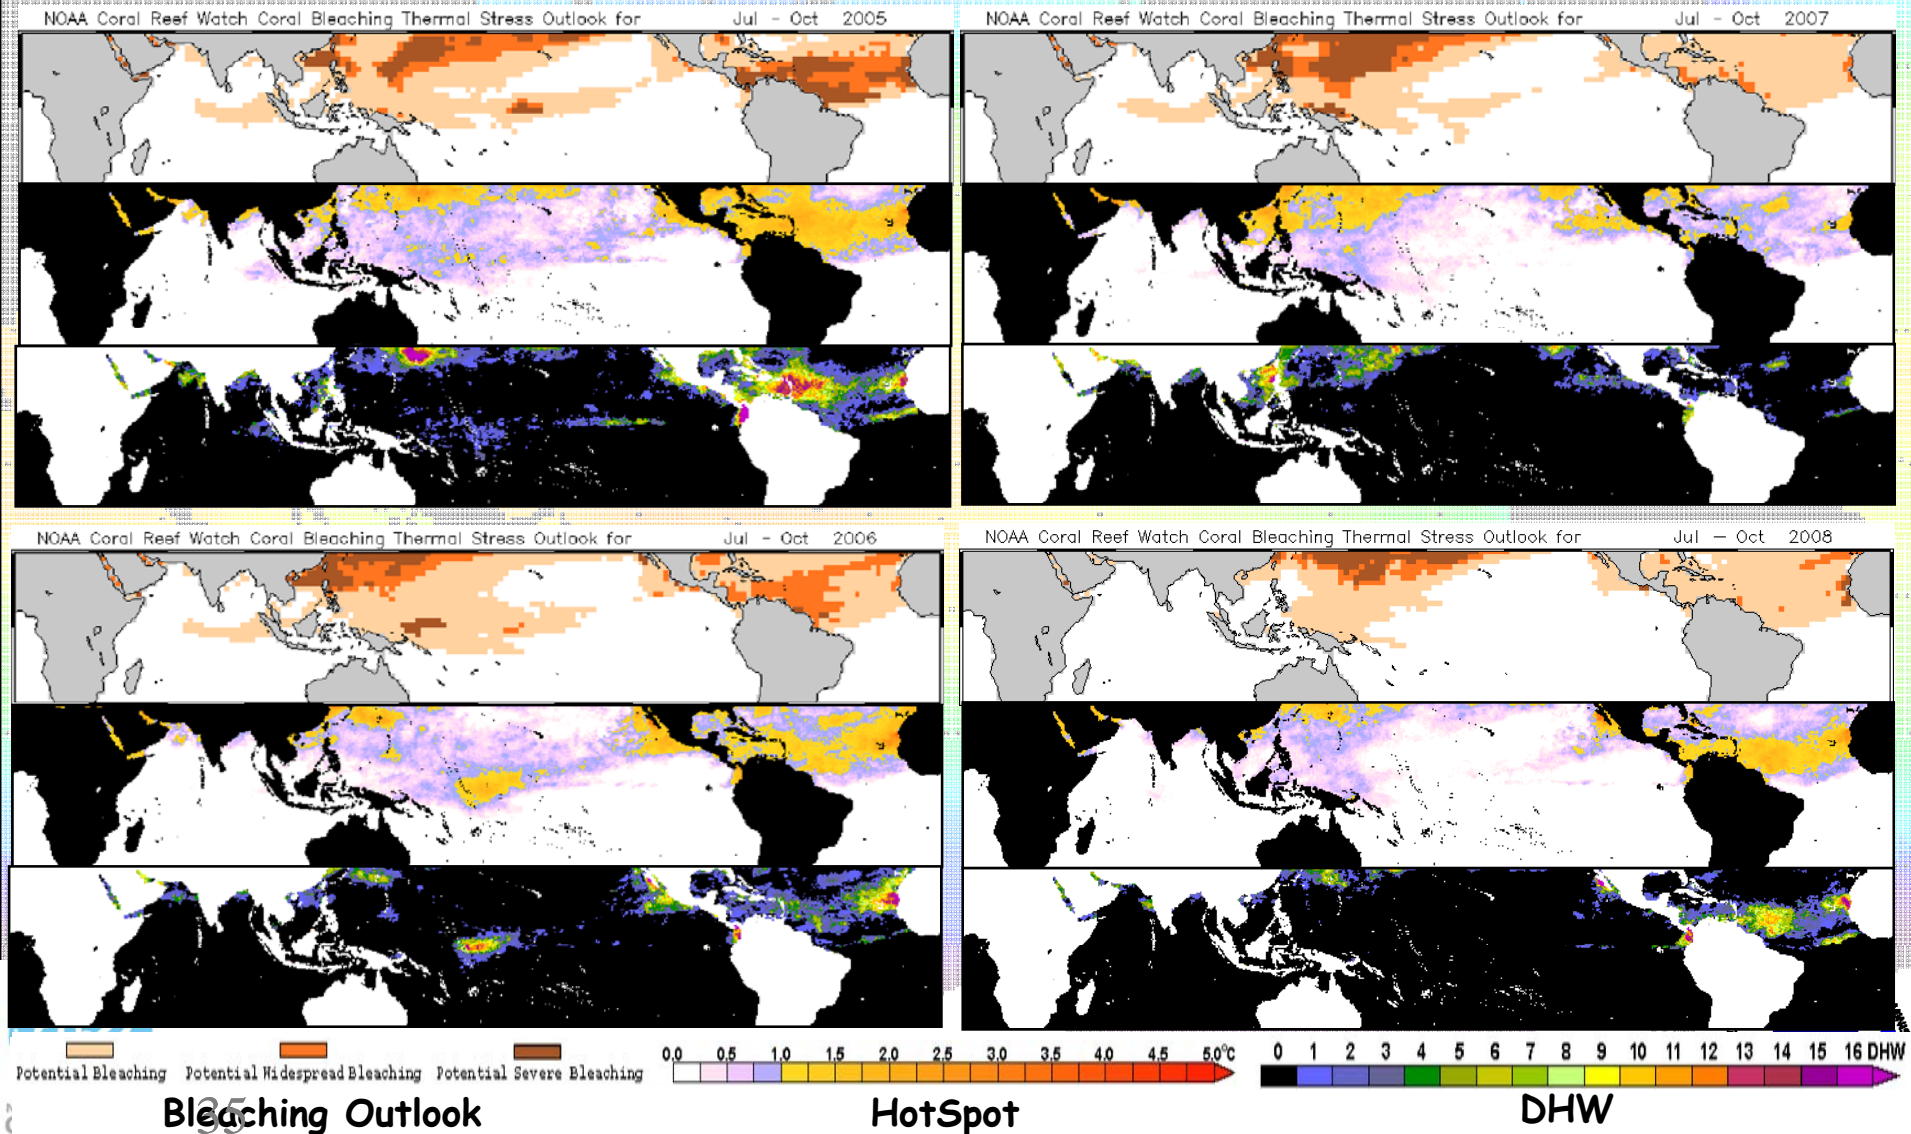 NOAA Coral Reef Watch Coral Bleaching Thermal Stress Outlook for Jul - Oct 2005
NOAA Coral Reef Watch Coral Bleaching Thermal Stress Outlook for Jul - Oct 2007
NOAA Coral Reef Watch Coral Bleaching Thermal Stress Outlook for Jul - Oct 2006
NOAA Coral Reef Watch Coral Bleaching Thermal Stress Outlook for Jul - Oct 2008
Potential Bleaching Potential Widespread Bleaching Potential Severe Bleaching
0.0 0.5 1.0 1.5 2.0 2.5 3.0 3.5 4.0 4.5 5.0°C
0 1 2 3 4 5 6 7 8 9 10 11 12 13 14 15 16 DHW
Bleaching Outlook
35
HotSpot
DHW